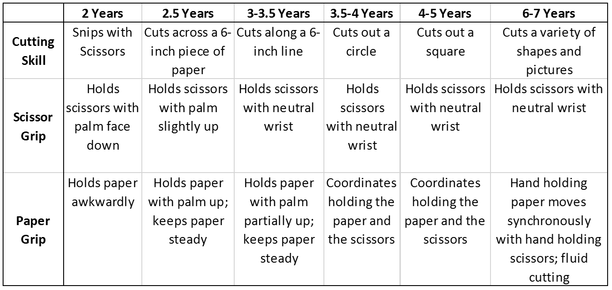 2 Years
2.5 Years
3-3.5 Years
3.5-4 Years
4-5 Years
6-7 Years
Cutting
Skill
Snips with
Scissors
Cuts across a 6-
inch piece of
paper
Cuts along a 6-
inch line
Cuts out a
circle
Cuts out a
square
Cuts a variety of
shapes and
pictures
Scissor
Grip
Holds
scissors with
palm face
down
Holds scissors
with palm
slightly up
Holds scissors
with neutral
wrist
Holds
scissors
with neutral
wrist
Holds scissors
with neutral
wrist
Holds scissors with
neutral wrist
Paper
Grip
Holds paper
awkwardly
Holds paper
with palm up;
keeps paper
steady
Holds paper
with palm
partially up;
keeps paper
steady
Coordinates
holding the
paper and
the scissors
Coordinates
holding the
paper and the
scissors
Hand holding
paper moves
synchronously
with hand holding
scissors; fluid
cutting